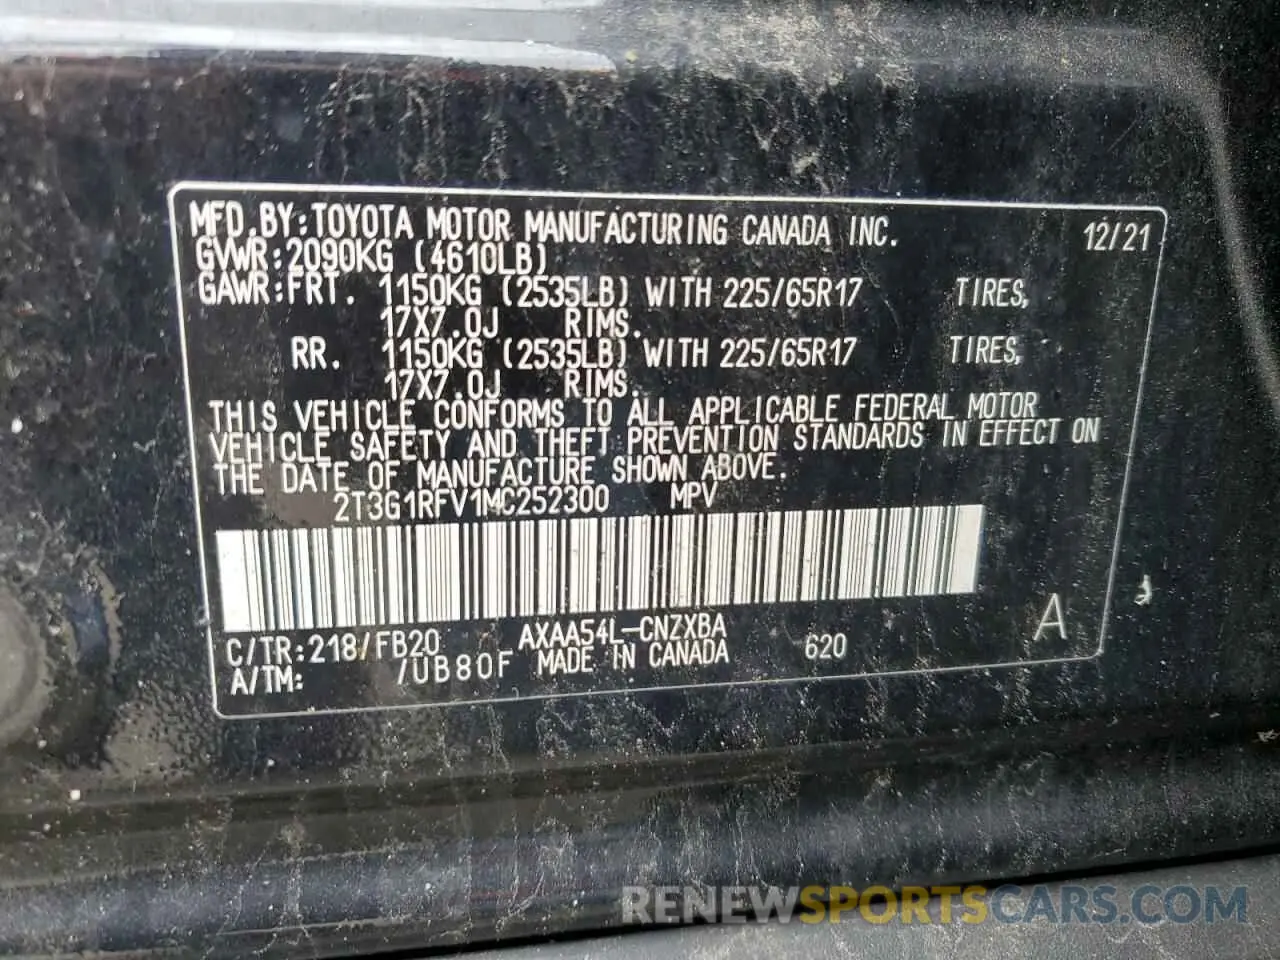 MFD.BY:TOYOTA MOTOR MANUFACTURING CANADA INC. 12/21
GVWR:2090KG (4610LB)
GAWR:FRT. 1150KG (2535LB) WITH 225/65R17 TIRES,
17X7.0J RIMS.
RR. 1150KG (2535LB) WITH 225/65R17 TIRES,
17X7.0J RIMS.
THIS VEHICLE CONFORMS TO ALL APPLICABLE FEDERAL MOTOR
VEHICLE SAFETY AND THEFT PREVENTION STANDARDS IN EFFECT ON
THE DATE OF MANUFACTURE SHOWN ABOVE.
2T3G1RFV1MC252300 MPV
C/TR:218/FB20 AXAA54L-CNZXBA 620 A
A/TM: /UB80F MADE IN CANADA
RENEWSPORTSCARS.COM